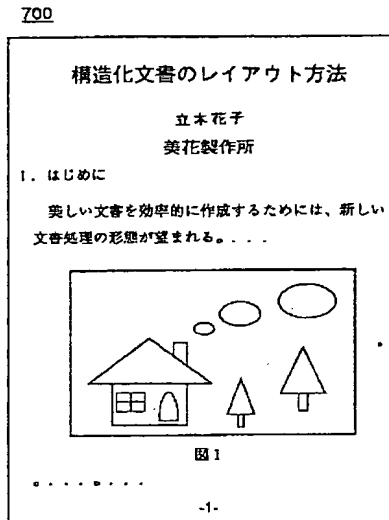 700
構造化文書のレイアウト方法
立木花子
美花製作所
1. はじめに
美しい文書を効率的に作成するためには、新しい
文書処理の形態が望まれる。. . .
図1
. . . . . . .
-1-